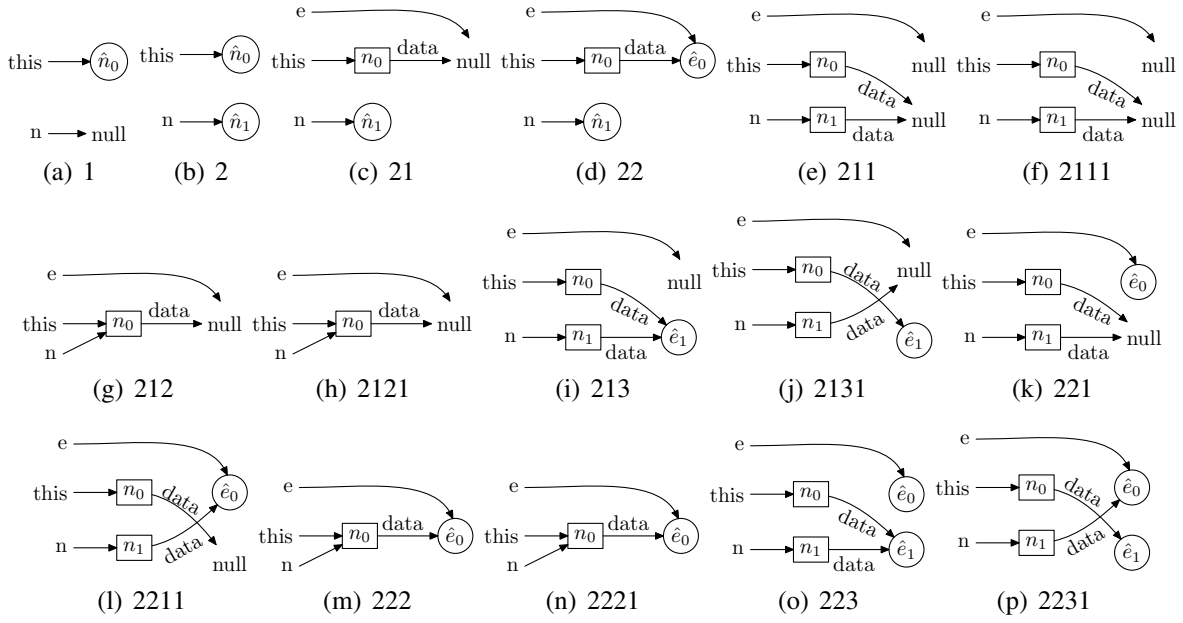 e
this n̂₀
n null
(a) 1
this n̂₀
n n̂₁
(b) 2
e
this n₀ data null
n n̂₁
(c) 21
e
this n₀ data ê₀
n n̂₁
(d) 22
e
null
this n₀ data
n n₁ data null
(e) 211
e
null
this n₀ data
n n₁ data null
(f) 2111
e
this n₀ data null
n
(g) 212
e
this n₀ data null
n
(h) 2121
e
null
this n₀ data
n n₁ data ê₁
(i) 213
e
this n₀ data null
n n₁ data ê₁
(j) 2131
e
ê₀
this n₀ data
n n₁ data null
(k) 221
e
this n₀ data ê₀
n n₁ data null
(l) 2211
e
this n₀ data ê₀
n
(m) 222
e
this n₀ data ê₀
n
(n) 2221
e
ê₀
this n₀ data
n n₁ data ê₁
(o) 223
e
this n₀ data ê₀
n n₁ data ê₁
(p) 2231